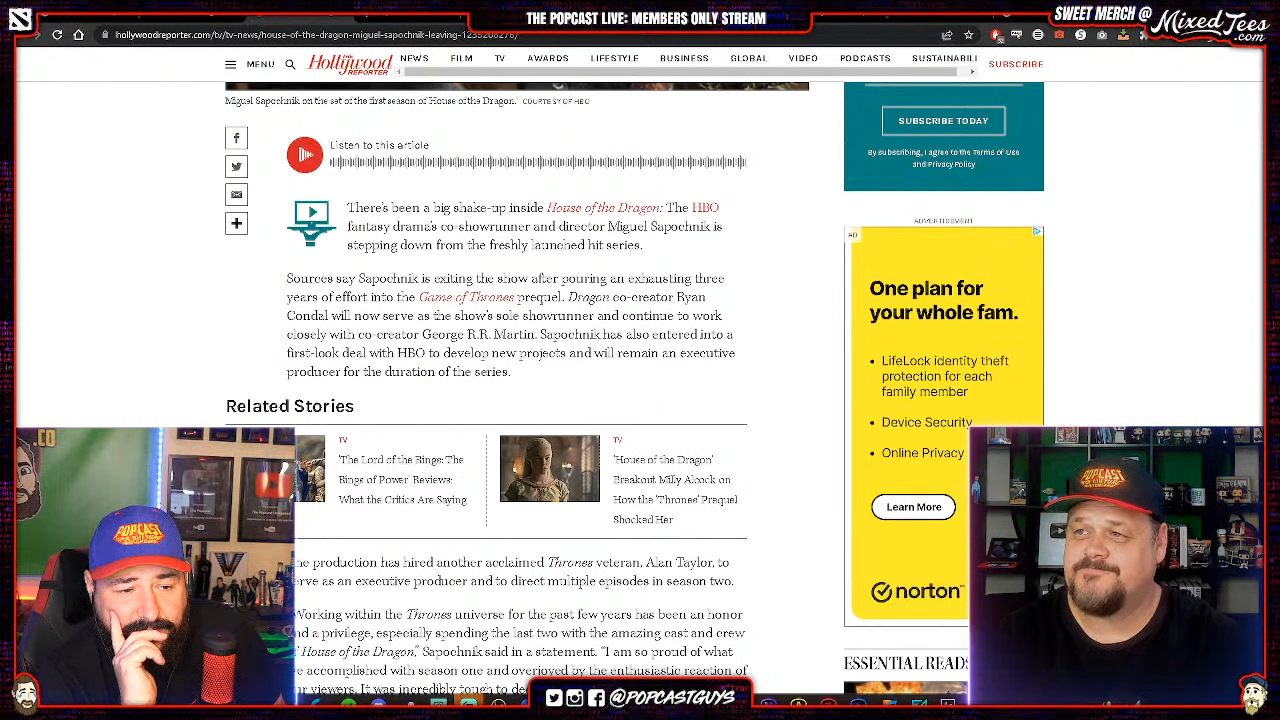 THE POPCAST LIVE! MEMBERS ONLY STREAM
SWEET MERCH @
MixedTees
.com
MENU
The
Hollywood
REPORTER
NEWS FILM TV AWARDS LIFESTYLE BUSINESS GLOBAL VIDEO PODCASTS SUSTAINABILI
SUBSCRIBE
Miguel Sapochnik on the set of the first season of 'House of the Dragon.' COURTESY OF HBO
Listen to this article
There's been a big shake-up inside House of the Dragon: The HBO
fantasy drama's co-showrunner and director Miguel Sapochnik is
stepping down from the freshly launched hit series.
Sources say Sapochnik is exiting the show after pouring an exhausting three
years of effort into the Game of Thrones prequel. Dragon co-creator Ryan
Condal will now serve as the show's sole showrunner and continue to work
closely with co-creator George R.R. Martin. Sapochnik has also entered a
first-look deal with HBO to develop new projects and will remain an executive
producer for the duration of the series.
Related Stories
TV
'The Lord of the Rings: The
Rings of Power' Reviews:
What the Critics Are Saying
TV
'House of the Dragon'
Breakout Milly Alcock on
How the 'Thrones' Prequel
Shocked Her
The production has hired another acclaimed Thrones veteran, Alan Taylor, to
serve as an executive producer and to direct multiple episodes in season two.
"Working within the Thrones universe for the past few years has been an honor
and a privilege, especially spending the last two with the amazing cast and crew
House of the Dragon," Sapochnik said in a statement. "I am so proud of what
we accomplished with season one and overjoyed by the enthusiastic reaction of
our viewers. It was incredibly tough to
SUBSCRIBE TODAY
By subscribing, I agree to the Terms of Use
and Privacy Policy
ADVERTISEMENT
AD
One plan for
your whole fam.
• LifeLock identity theft
protection for each
family member
• Device Security
• Online Privacy
Learn More
norton
ESSENTIAL READS
.CO
POPCAST
POPCAST
@POPCASTGUYS